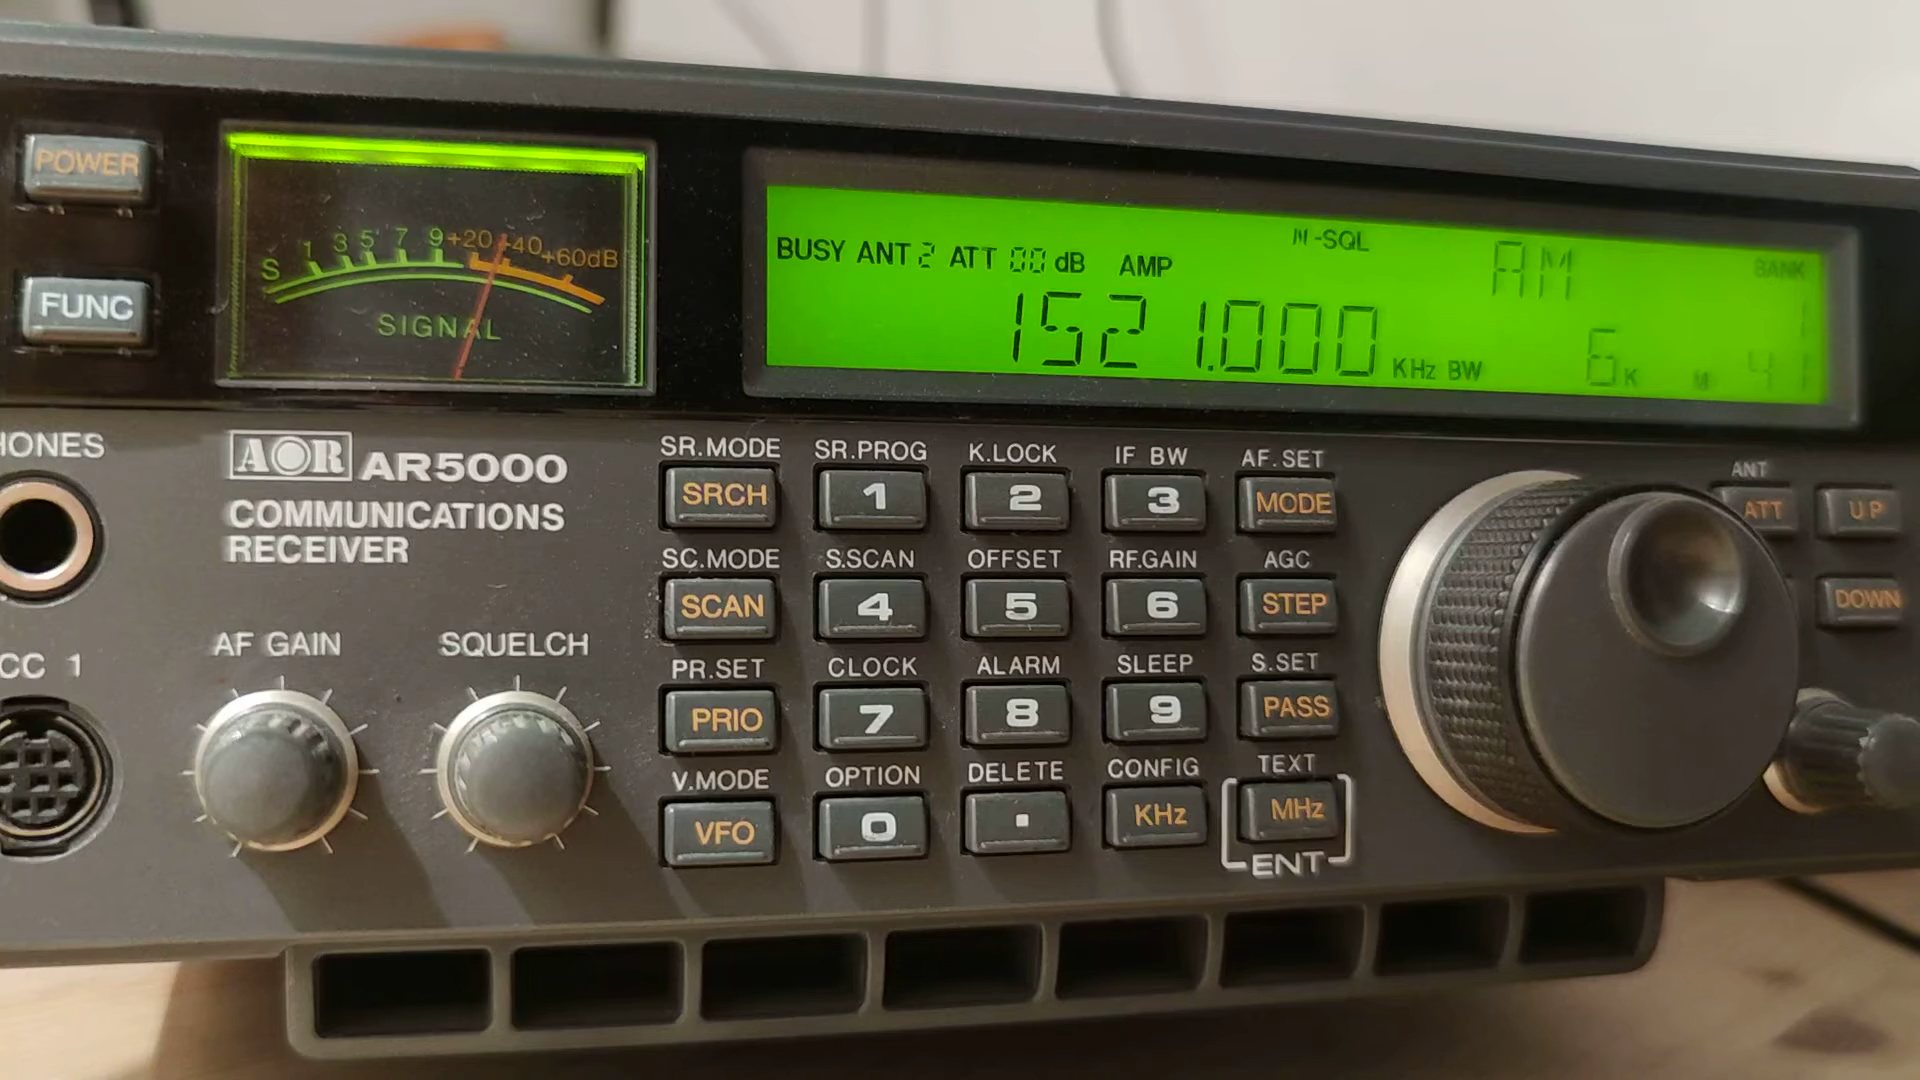 POWER
FUNC
S 1 3 5 7 9 +20 +40 +60dB
SIGNAL
BUSY ANT 2 ATT 00 dB AMP
-SQL
AM
BANK
1521.000 KHz BW 6 K
HONES
AOR AR5000
COMMUNICATIONS
RECEIVER
CC 1
AF GAIN
SQUELCH
SR.MODE SR.PROG K.LOCK IF BW AF.SET
SRCH 1 2 3 MODE
SC.MODE S.SCAN OFFSET RF.GAIN AGC
SCAN 4 5 6 STEP
PR.SET CLOCK ALARM SLEEP S.SET
PRIO 7 8 9 PASS
V.MODE OPTION DELETE CONFIG TEXT
VFO 0 . KHz MHz
ENT
ANT
ATT UP
DOWN